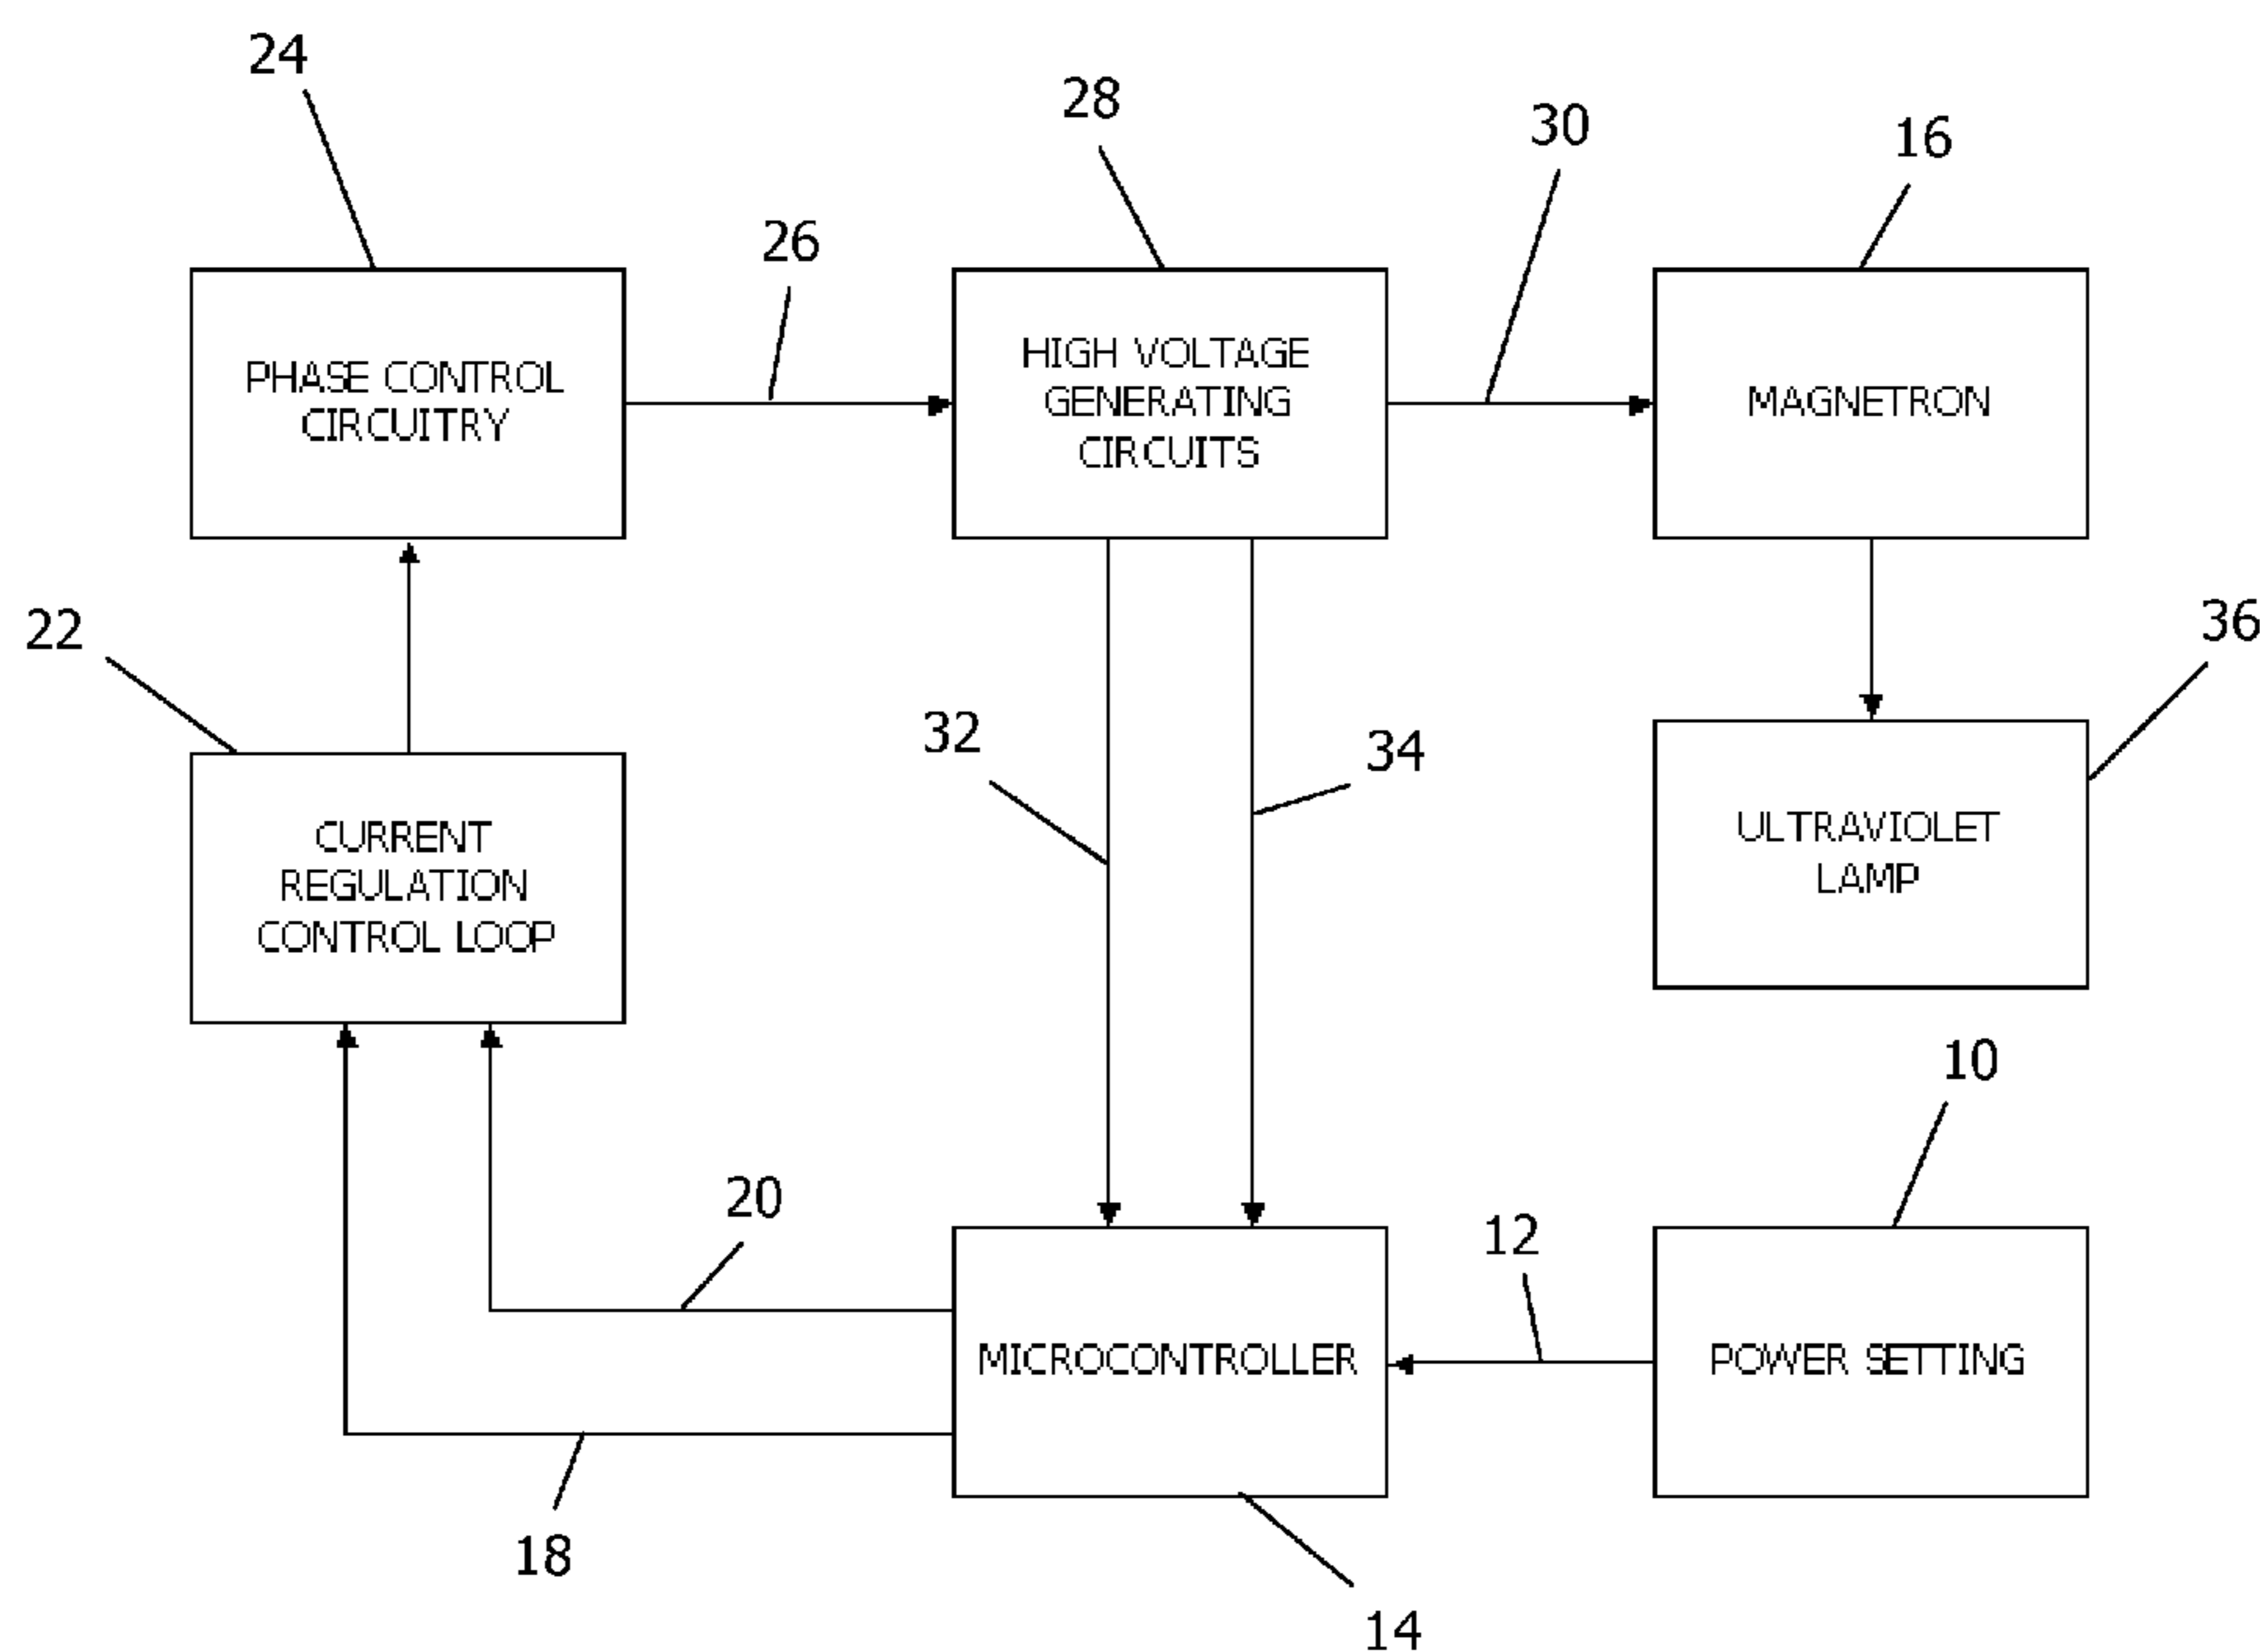 24
28
30
16
26
PHASE CONTROL
CIRCUITRY
HIGH VOLTAGE
GENERATING
CIRCUITS
MAGNETRON
22
32
34
36
CURRENT
REGULATION
CONTROL LOOP
ULTRAVIOLET
LAMP
10
20
12
MICROCONTROLLER
POWER SETTING
18
14